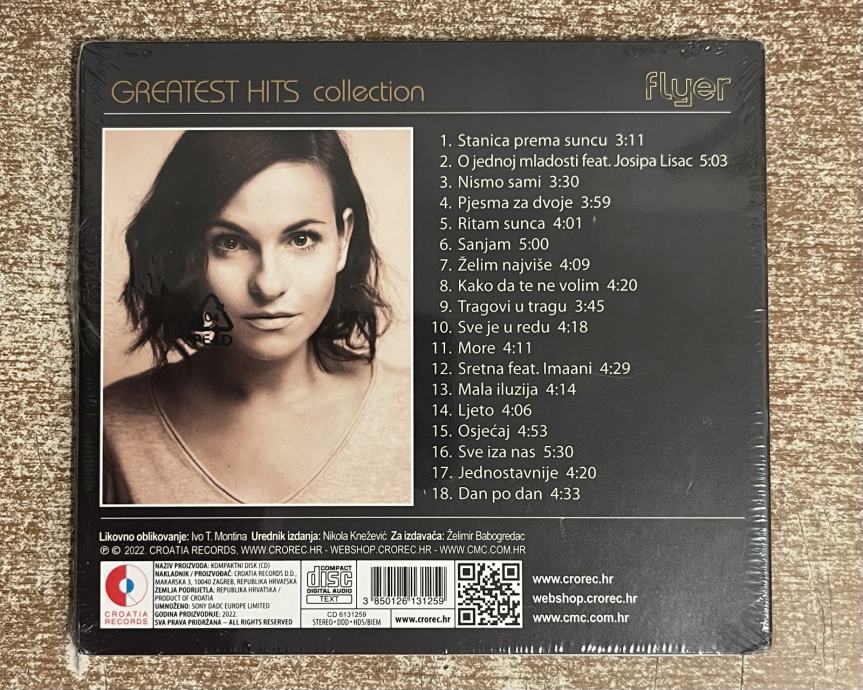 GREATEST HITS collection
flyer
1. Stanica prema suncu 3:11
2. O jednoj mladosti feat. Josipa Lisac 5:03
3. Nismo sami 3:30
4. Pjesma za dvoje 3:59
5. Ritam sunca 4:01
6. Sanjam 5:00
7. Želim najviše 4:09
8. Kako da te ne volim 4:20
9. Tragovi u tragu 3:45
10. Sve je u redu 4:18
11. More 4:11
12. Sretna feat. Imaani 4:29
13. Mala iluzija 4:14
14. Ljeto 4:06
15. Osjećaj 4:53
16. Sve iza nas 5:30
17. Jednostavnije 4:20
18. Dan po dan 4:33
04
Likovno oblikovanje: Ivo T. Montina Urednik izdanja: Nikola Knežević Za izdavača: Želimir Babogredac
℗ © 2022. CROATIA RECORDS, WWW.CROREC.HR - WEBSHOP.CROREC.HR - WWW.CMC.COM.HR
CROATIA
RECORDS
NAZIV PROIZVODA: KOMPAKTNI DISK (CD)
NAKLADNIK / PROIZVOĐAČ: CROATIA RECORDS D.D.,
MAKARSKA 3, 10040 ZAGREB, REPUBLIKA HRVATSKA
ZEMLJA PODRIJETLA: REPUBLIKA HRVATSKA /
PRODUCT OF CROATIA
UMNOŽENO: SONY DADC EUROPE LIMITED
GODINA PROIZVODNJE: 2022.
SVA PRAVA PRIDRŽANA – ALL RIGHTS RESERVED
COMPACT
disc
DIGITAL AUDIO
TEXT
CD 6131259
STEREO • DDD • HDS/BIEM
3 850126 131259
www.crorec.hr
www.crorec.hr
webshop.crorec.hr
www.cmc.com.hr